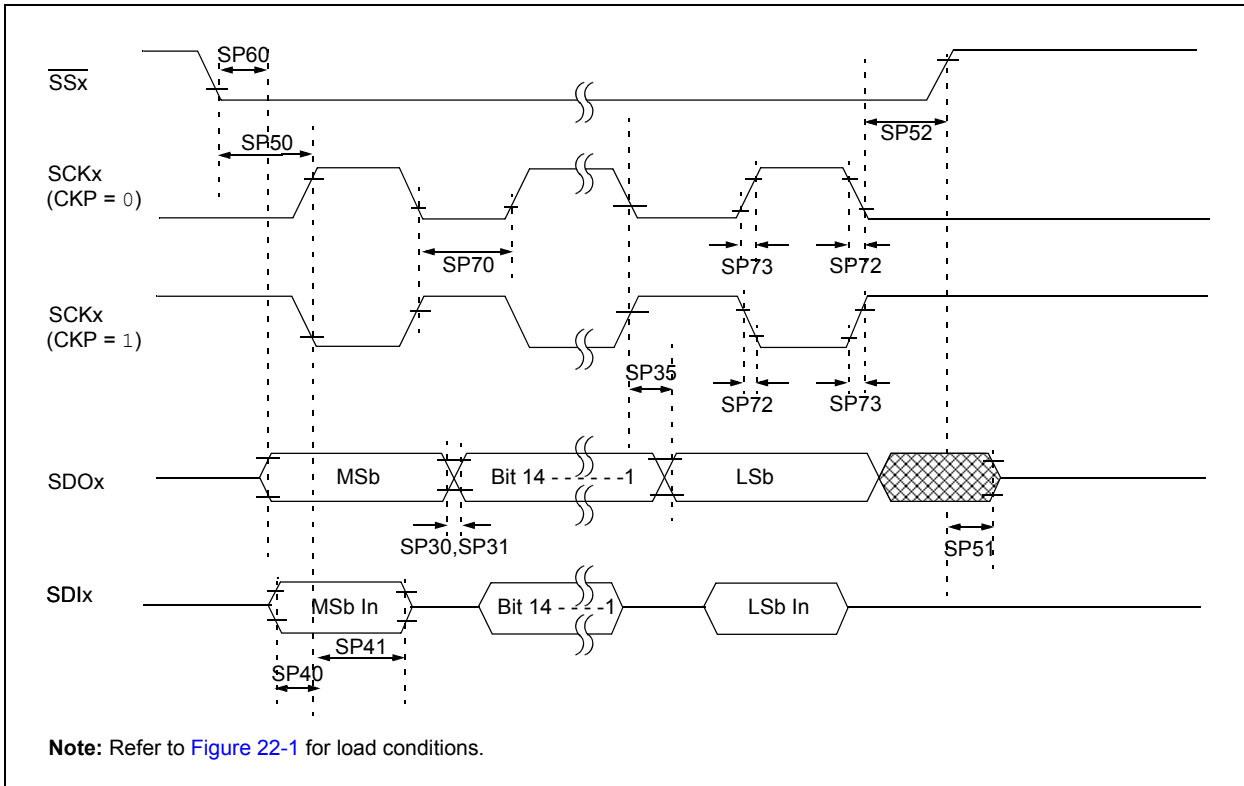 SP60
SSx
SP50
SP52
SCKx
(CKP = 0)
SP70
SP73
SP72
SCKx
(CKP = 1)
SP35
SP72
SP73
SDOx
MSb
Bit 14 - - - - - -1
LSb
SP30,SP31
SP51
SDIx
MSb In
Bit 14 - - - -1
LSb In
SP41
SP40
Note: Refer to Figure 22-1 for load conditions.